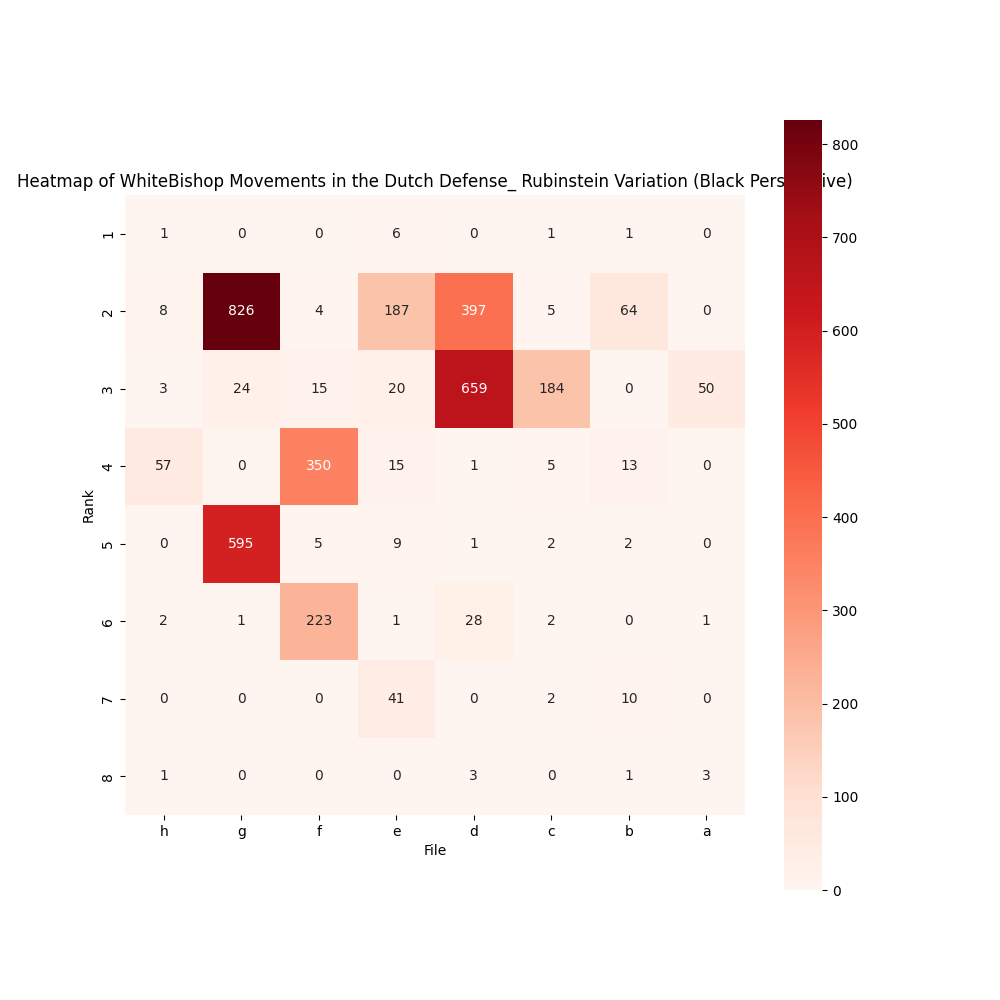 Heatmap of WhiteBishop Movements in the Dutch Defense_ Rubinstein Variation (Black Perspective)
800
700
600
500
400
300
200
100
0
Rank
1 1 0 0 6 0 1 1 0
2 8 826 4 187 397 5 64 0
3 3 24 15 20 659 184 0 50
4 57 0 350 15 1 5 13 0
5 0 595 5 9 1 2 2 0
6 2 1 223 1 28 2 0 1
7 0 0 0 41 0 2 10 0
8 1 0 0 0 3 0 1 3
h g f e d c b a
File